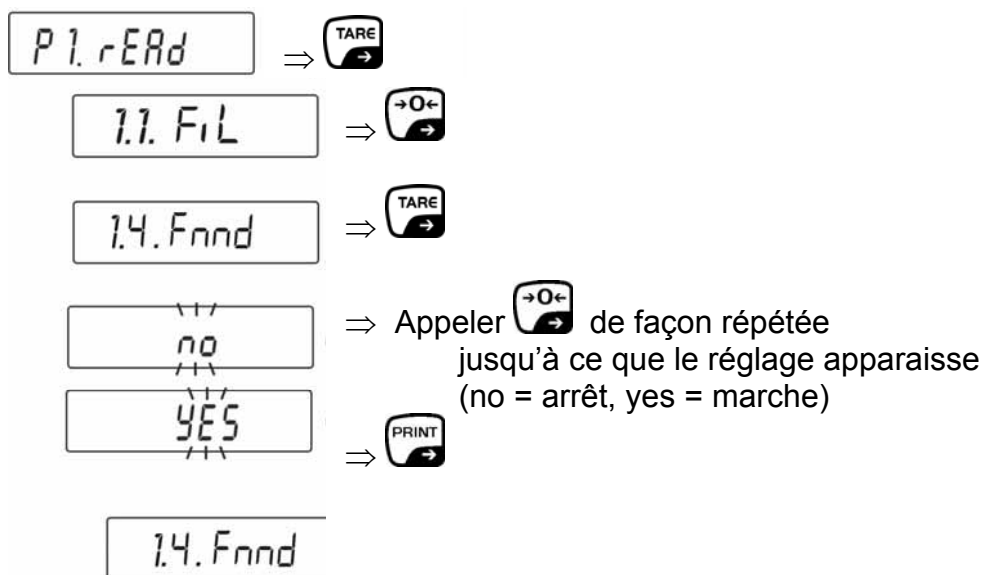 P1.rEAd ⇒ TARE
1.1. FiL ⇒ →0←
1.4. Fnnd ⇒ TARE
no ⇒ Appeler →0← de façon répétée
jusqu’à ce que le réglage apparaisse
YES (no = arrêt, yes = marche)
⇒ PRINT
1.4. Fnnd